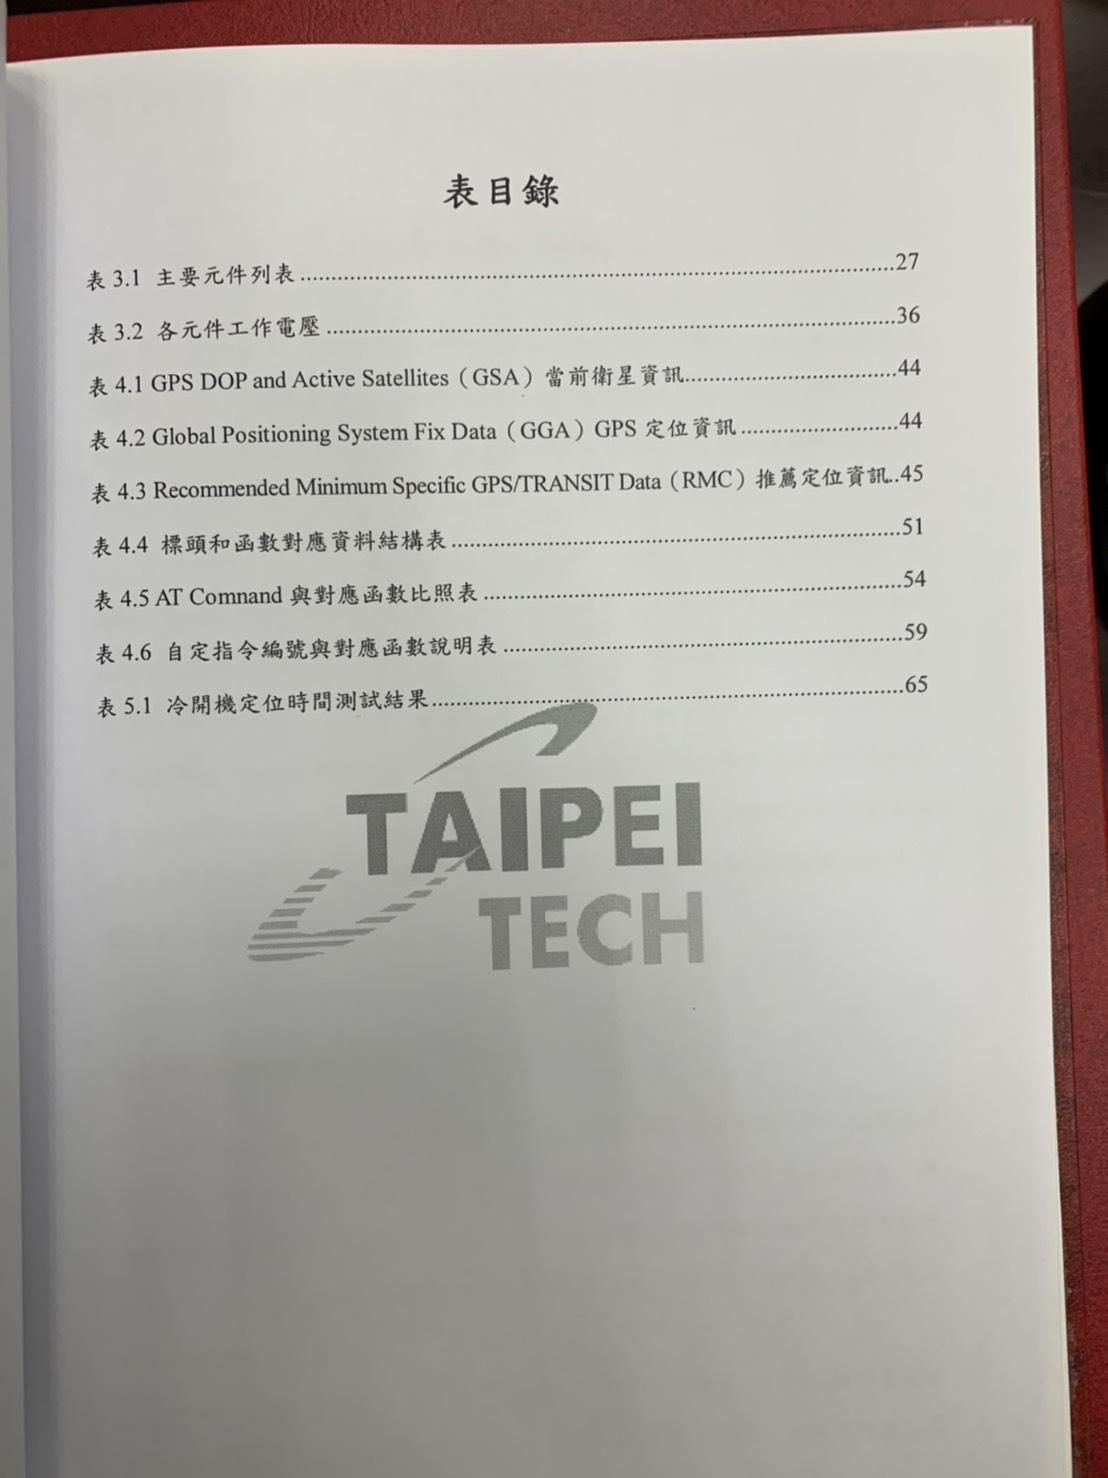 表目錄
表 3.1 主要元件列表..........27
表 3.2 各元件工作電壓..........36
表 4.1 GPS DOP and Active Satellites（GSA）當前衛星資訊..........44
表 4.2 Global Positioning System Fix Data（GGA）GPS 定位資訊..........44
表 4.3 Recommended Minimum Specific GPS/TRANSIT Data（RMC）推薦定位資訊..45
表 4.4 標頭和函數對應資料結構表..........51
表 4.5 AT Comnand 與對應函數比照表..........54
表 4.6 自定指令編號與對應函數說明表..........59
表 5.1 冷開機定位時間測試結果..........65
TAIPEI
TECH